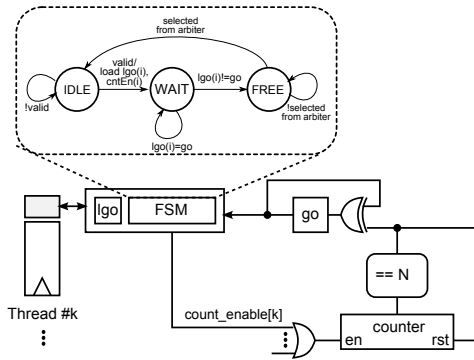 selected
from arbiter
valid/
load lgo(i),
cntEn(i)
lgo(i)!=go
IDLE
WAIT
FREE
!valid
!selected
from arbiter
lgo(i)=go
lgo
FSM
go
== N
Thread #k
count_enable[k]
counter
en
rst